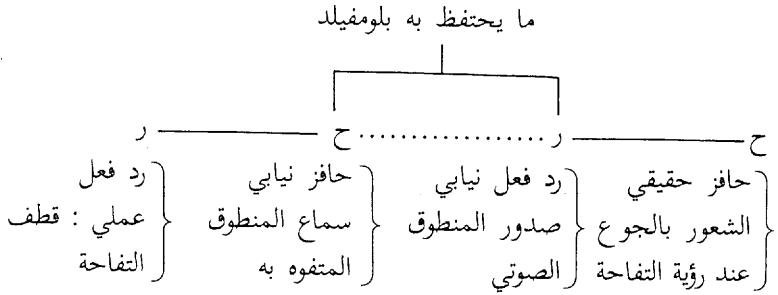 ما يحتفظ به بلومفيلد
ح ر ح ر
حافز حقيقي
الشعور بالجوع
عند رؤية التفاحة
رد فعل نيابي
صدور المنطوق
الصوتي
حافز نيابي
سماع المنطوق
المتفوه به
رد فعل
عملي : قطف
التفاحة